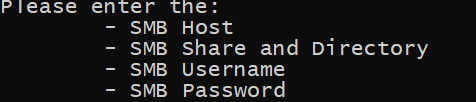 Please enter the:
- SMB Host
- SMB Share and Directory
- SMB Username
- SMB Password